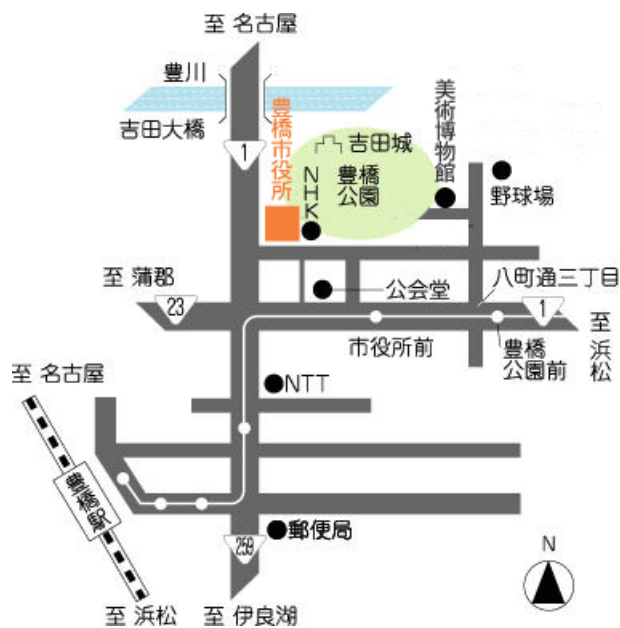 至 名古屋
豊川
吉田大橋
1
豊橋市役所
吉田城
NHK
豊橋
公園
美術博物館
野球場
至 蒲郡
23
公会堂
八町通三丁目
1
市役所前
豊橋
公園前
至 浜松
至 名古屋
NTT
豊橋駅
259
郵便局
至 浜松
至 伊良湖
N